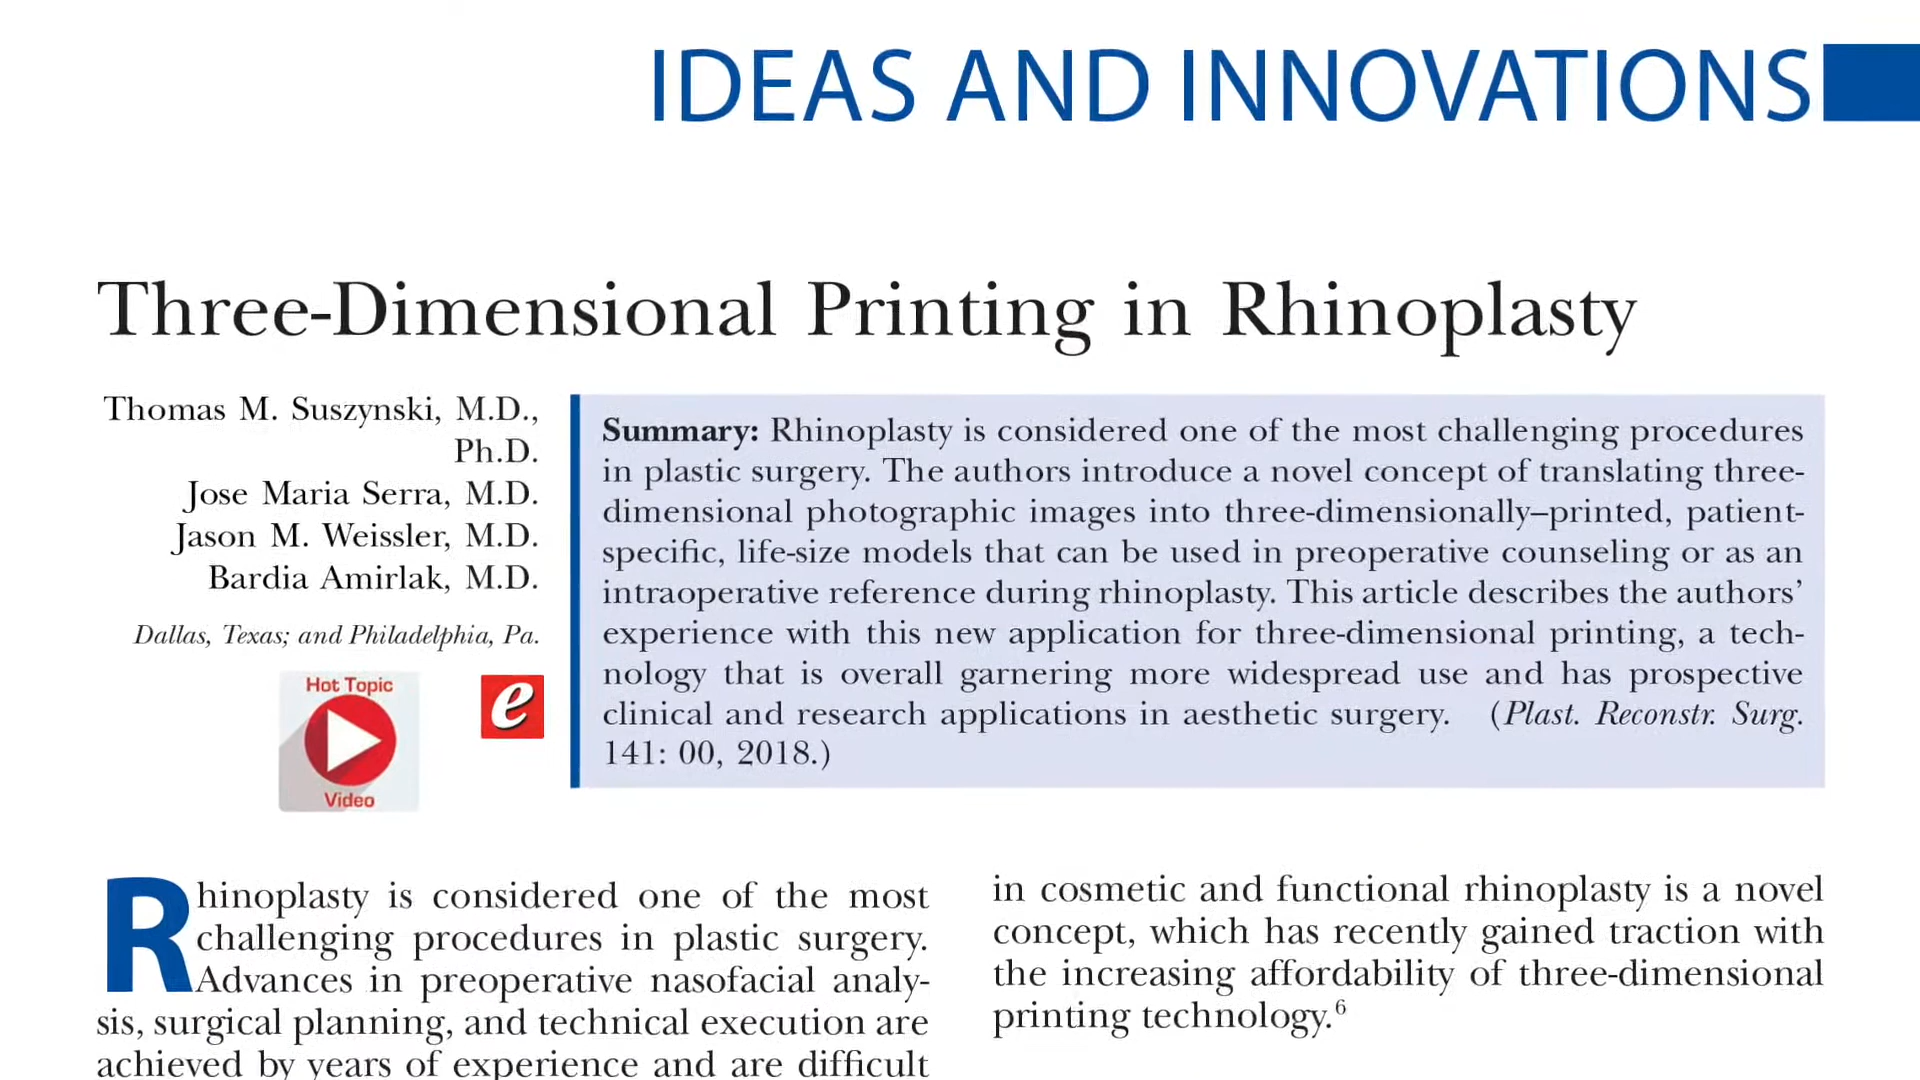 IDEAS AND INNOVATIONS
Three-Dimensional Printing in Rhinoplasty
Thomas M. Suszynski, M.D.,
Ph.D.
Jose Maria Serra, M.D.
Jason M. Weissler, M.D.
Bardia Amirlak, M.D.
Dallas, Texas; and Philadelphia, Pa.
Hot Topic
Video
e
Summary: Rhinoplasty is considered one of the most challenging procedures
in plastic surgery. The authors introduce a novel concept of translating three-
dimensional photographic images into three-dimensionally–printed, patient-
specific, life-size models that can be used in preoperative counseling or as an
intraoperative reference during rhinoplasty. This article describes the authors’
experience with this new application for three-dimensional printing, a tech-
nology that is overall garnering more widespread use and has prospective
clinical and research applications in aesthetic surgery. (Plast. Reconstr. Surg.
141: 00, 2018.)
Rhinoplasty is considered one of the most
challenging procedures in plastic surgery.
Advances in preoperative nasofacial analy-
sis, surgical planning, and technical execution are
achieved by years of experience and are difficult
in cosmetic and functional rhinoplasty is a novel
concept, which has recently gained traction with
the increasing affordability of three-dimensional
printing technology.6